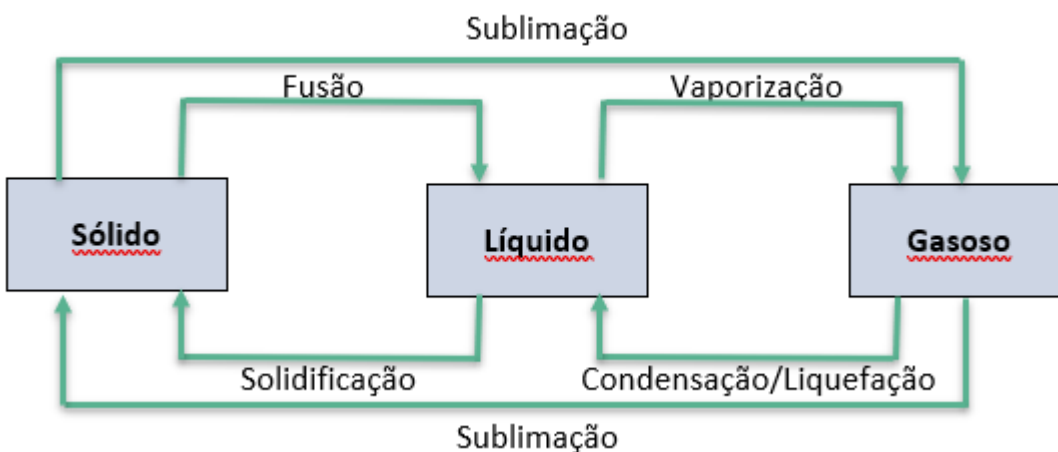 Sublimação
Fusão
Vaporização
Sólido
Líquido
Gasoso
Solidificação
Condensação/Liquefação
Sublimação